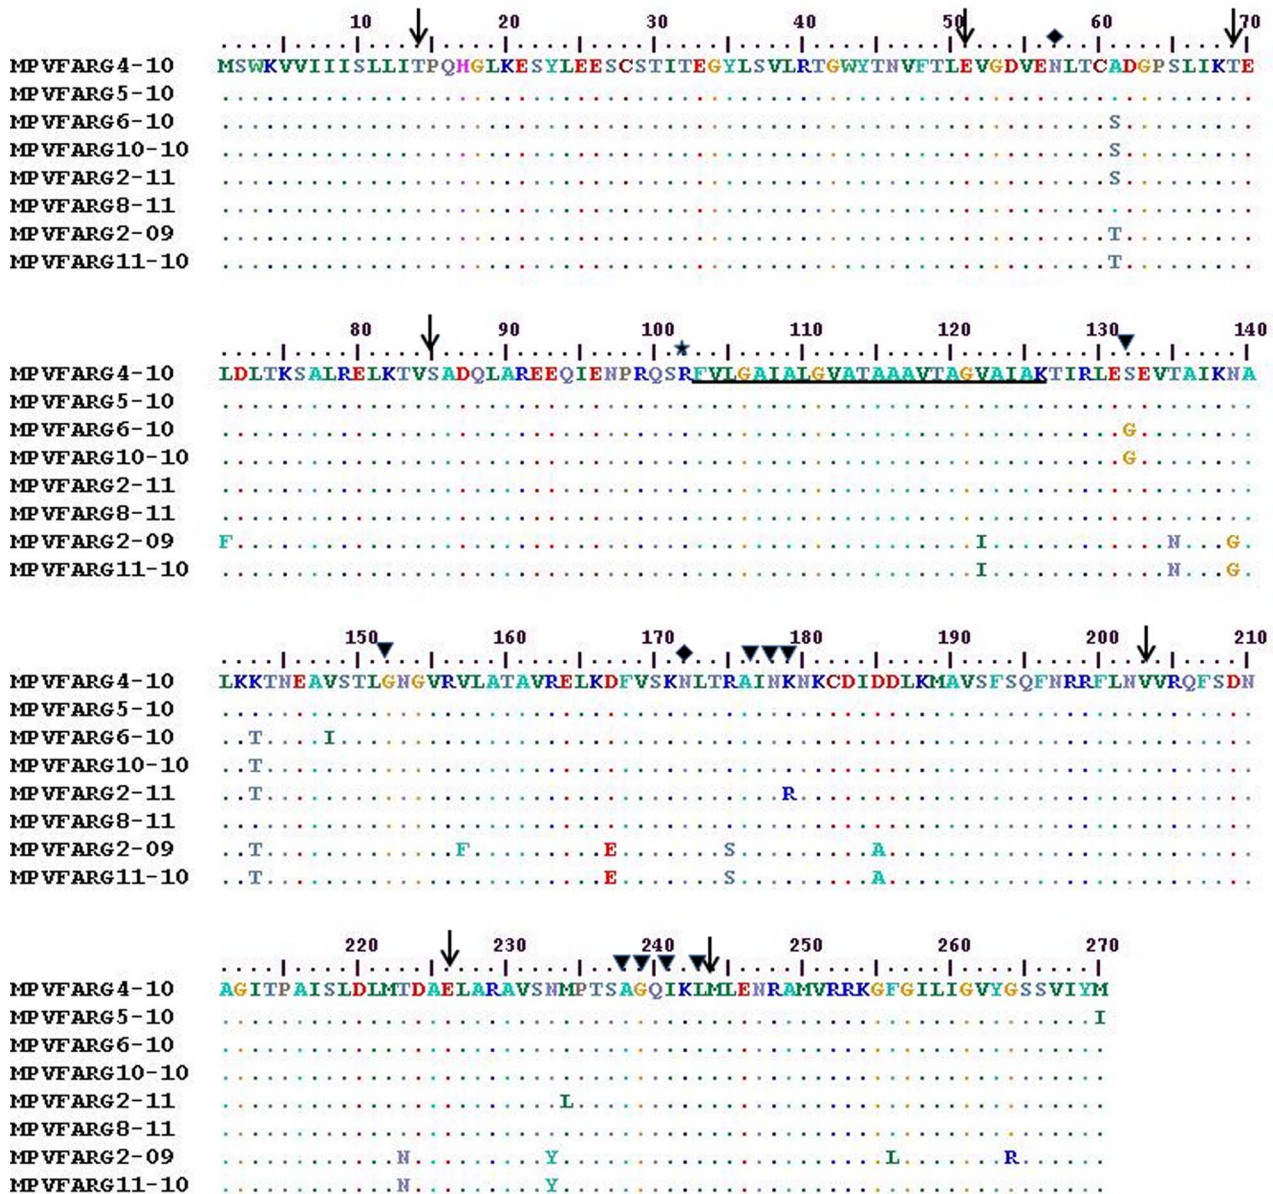 10 20 30 40 50 60 70
MPVFARG4-10 MSWKVVIIISLLITPQHGLKESYLEESCSTITEGYLSVLRTGWYTNVFTLEVGDVENLTCADGPSLIKTE
MPVFARG5-10 ......................................................................
MPVFARG6-10 ............................................................S.........
MPVFARG10-10 ............................................................S.........
MPVFARG2-11 ............................................................S.........
MPVFARG8-11 ......................................................................
MPVFARG2-09 ............................................................T.........
MPVFARG11-10 ............................................................T.........
80 90 100 110 120 130 140
MPVFARG4-10 LDLTKSALRELKTVSADQLAREEQIENPRQSRFVLGAIALGVATAAAVTAGVAIAKTIRLESEVTAIKNA
MPVFARG5-10 ......................................................................
MPVFARG6-10 .............................................................G........
MPVFARG10-10 .............................................................G........
MPVFARG2-11 ......................................................................
MPVFARG8-11 ......................................................................
MPVFARG2-09 F..................................................I............N...G.
MPVFARG11-10 ...................................................I............N...G.
150 160 170 180 190 200 210
MPVFARG4-10 LKKTNEAVSTLGNGVRVLATAVRELKDFVSKNLTRAINKNKCDIDDLKMAVSFSQFNRRFLNVVRQFSDN
MPVFARG5-10 ......................................................................
MPVFARG6-10 ..T....I..............................................................
MPVFARG10-10 ..T...................................................................
MPVFARG2-11 ..T...................................R...............................
MPVFARG8-11 ......................................................................
MPVFARG2-09 ..T.............F.........E.......S.........A.........................
MPVFARG11-10 ..T.......................E.......S.........A.........................
220 230 240 250 260 270
MPVFARG4-10 AGITPAISLDLMTDAELARAVSNMPTSAGQIKLMLENRAMVRRKGFGILIGVYGSSVIYM
MPVFARG5-10 ...........................................................I
MPVFARG6-10 ............................................................
MPVFARG10-10 ............................................................
MPVFARG2-11 .......................L....................................
MPVFARG8-11 ............................................................
MPVFARG2-09 ............N.........Y......................L.......R......
MPVFARG11-10 ............N.........Y.....................................